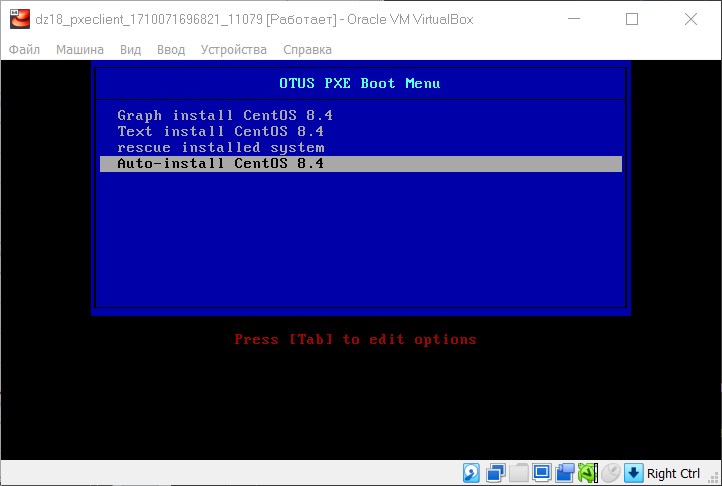 dz18_pxeclient_1710071696821_11079 [Работает] - Oracle VM VirtualBox
Файл Машина Вид Ввод Устройства Справка
OTUS PXE Boot Menu
Graph install CentOS 8.4
Text install CentOS 8.4
rescue installed system
Auto-install CentOS 8.4
Press [Tab] to edit options
Right Ctrl